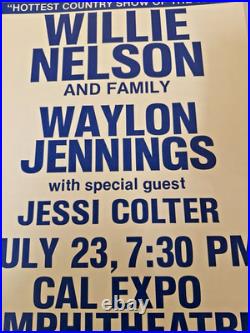 "HOTTEST COUNTRY SHOW OF THE
WILLIE
NELSON
AND FAMILY
WAYLON
JENNINGS
with special guest
JESSI COLTER
ULY 23, 7:30 PM
CAL EXPO
MPHITHEATRE